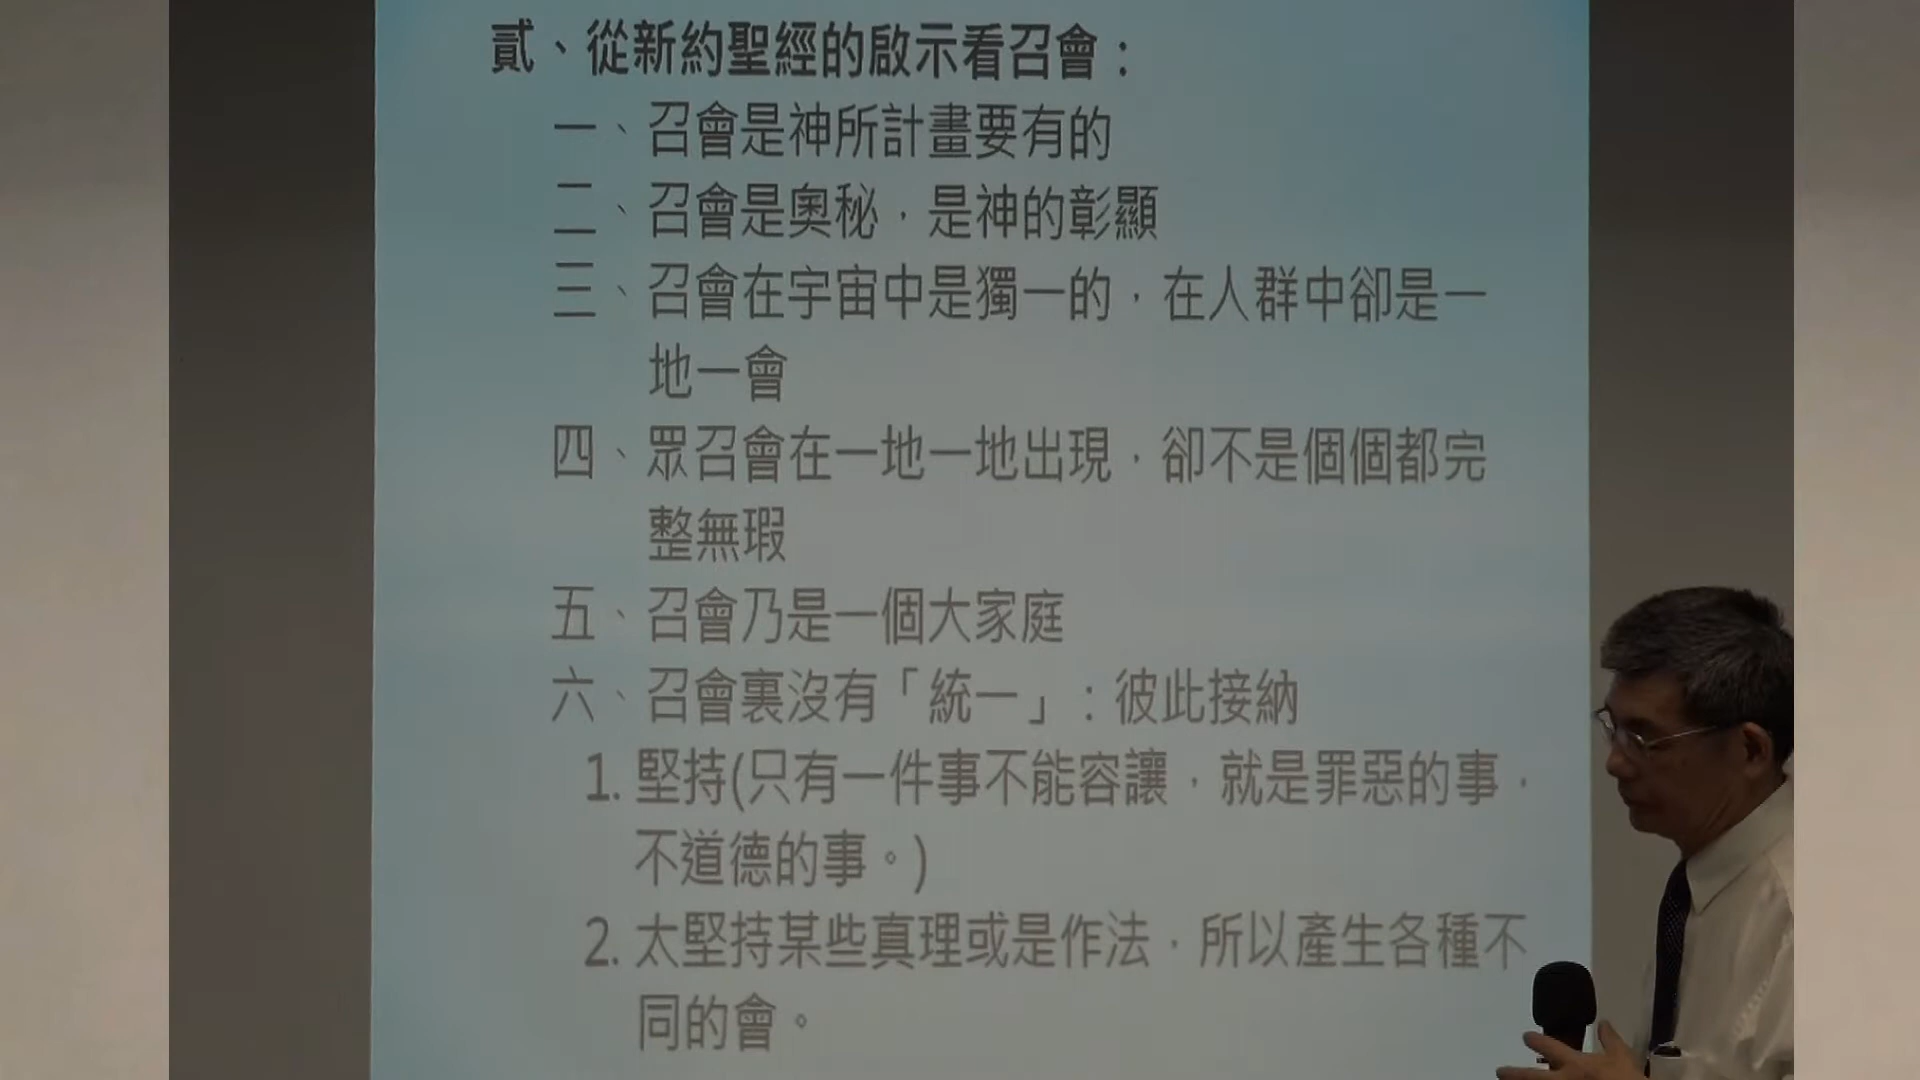 貳、從新約聖經的啟示看召會：
一、召會是神所計畫要有的
二、召會是奧秘，是神的彰顯
三、召會在宇宙中是獨一的，在人群中卻是一
地一會
四、眾召會在一地一地出現，卻不是個個都完
整無瑕
五、召會乃是一個大家庭
六、召會裏沒有「統一」：彼此接納
1. 堅持(只有一件事不能容讓，就是罪惡的事，
不道德的事。)
2. 太堅持某些真理或是作法，所以產生各種不
同的會。